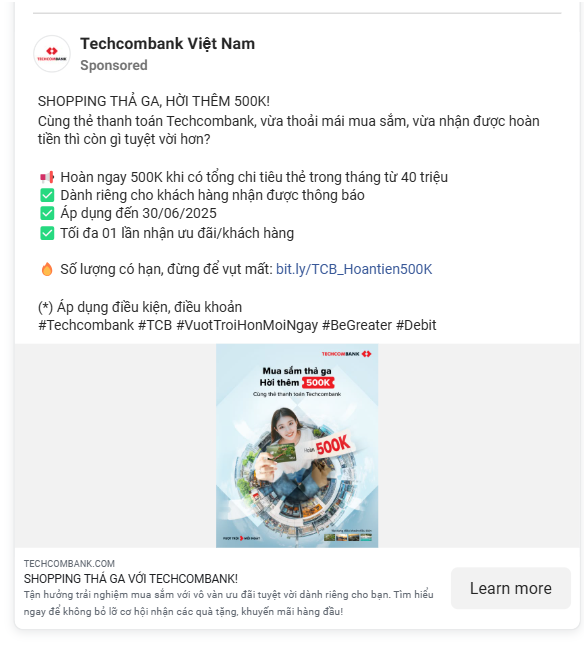 Techcombank Việt Nam
Sponsored
SHOPPING THẢ GA, HỜI THÊM 500K!
Cùng thẻ thanh toán Techcombank, vừa thoải mái mua sắm, vừa nhận được hoàn
tiền thì còn gì tuyệt vời hơn?
Hoàn ngay 500K khi có tổng chi tiêu thẻ trong tháng từ 40 triệu
Dành riêng cho khách hàng nhận được thông báo
Áp dụng đến 30/06/2025
Tối đa 01 lần nhận ưu đãi/khách hàng
Số lượng có hạn, đừng để vụt mất: bit.ly/TCB_Hoantien500K
(*) Áp dụng điều kiện, điều khoản
#Techcombank #TCB #VuotTroiHonMoiNgay #BeGreater #Debit
TECHCOMBANK
Mua sắm thả ga
Hời thêm 500K
Cùng thẻ thanh toán Techcombank
Hoàn 500K
VƯỢT TRỘI MỖI NGÀY
TECHCOMBANK.COM
SHOPPING THẢ GA VỚI TECHCOMBANK!
Tận hưởng trải nghiệm mua sắm với vô vàn ưu đãi tuyệt vời dành riêng cho bạn. Tìm hiểu
ngay để không bỏ lỡ cơ hội nhận các quà tặng, khuyến mãi hàng đầu!
Learn more